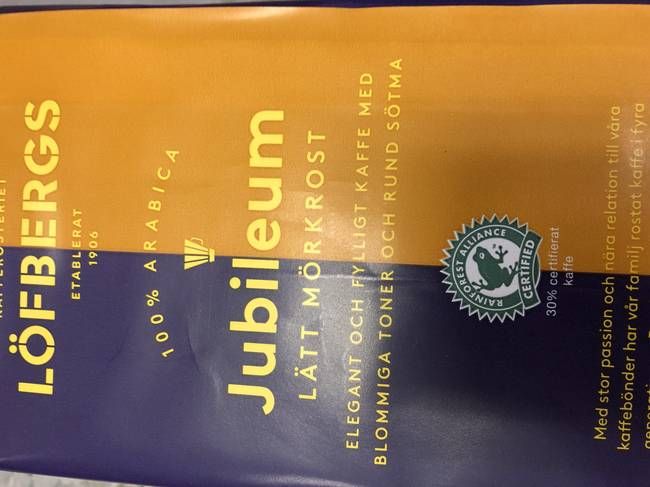 KAFFEROSTERIET
LÖFBERGS
ETABLERAT
1906
100% ARABICA
Jubileum
LÄTT MÖRKROST
ELEGANT OCH FYLLIGT KAFFE MED
BLOMMIGA TONER OCH RUND SÖTMA
RAINFOREST ALLIANCE
CERTIFIED
30% certifierat
kaffe
Med stor passion och nära relation till våra
kaffebönder har vår familj rostat kaffe i fyra